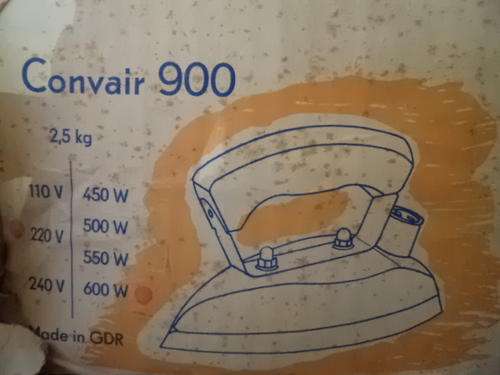 Convair 900
2,5 kg
110 V 450 W
220 V 500 W
550 W
240 V 600 W
Made in GDR